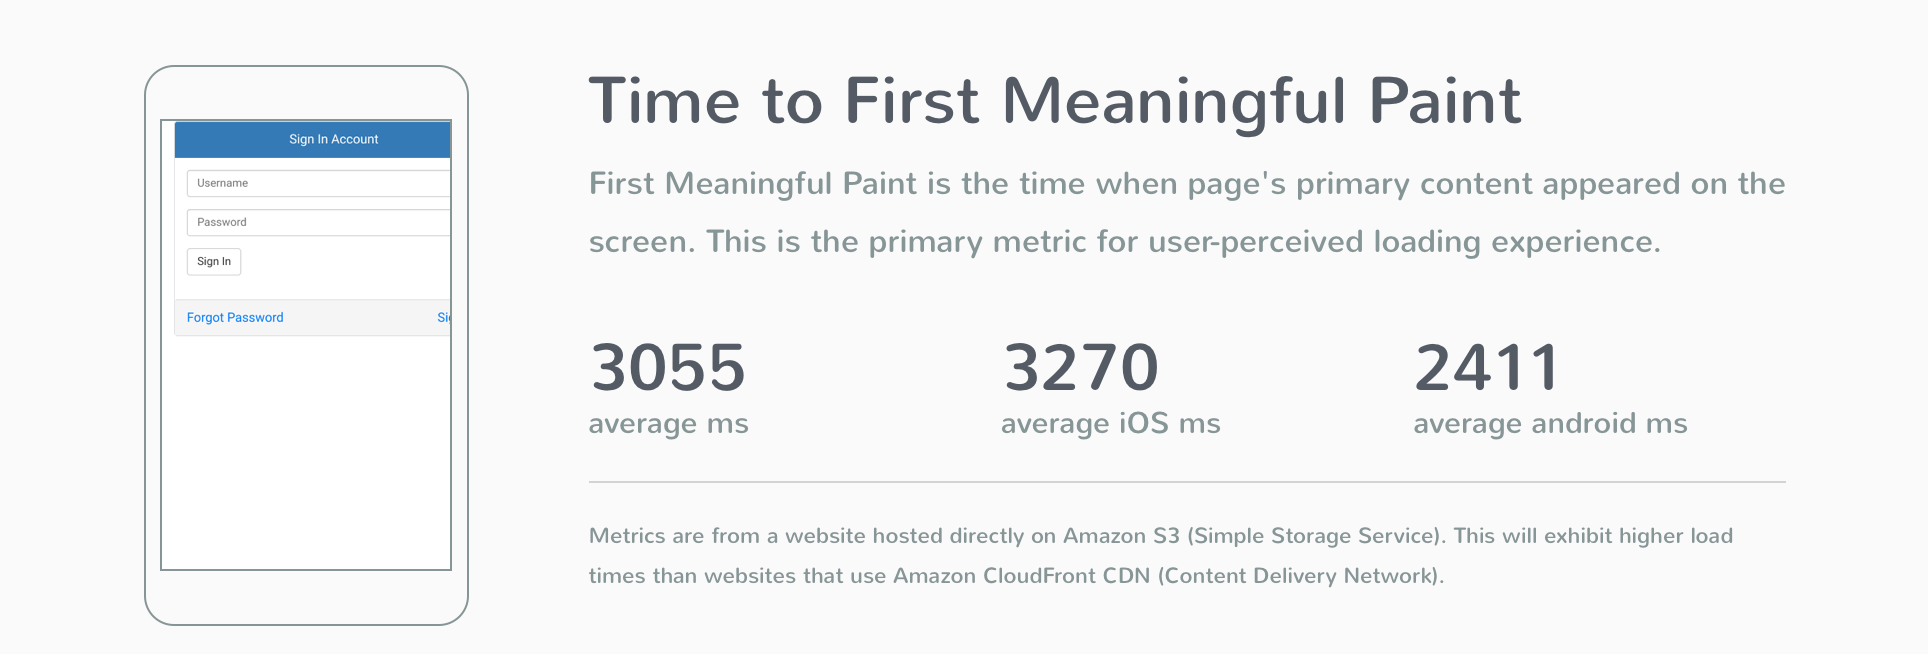 Sign In Account
Username
Password
Sign In
Forgot Password
Time to First Meaningful Paint
First Meaningful Paint is the time when page's primary content appeared on the
screen. This is the primary metric for user-perceived loading experience.
3055
average ms
3270
average iOS ms
2411
average android ms
Metrics are from a website hosted directly on Amazon S3 (Simple Storage Service). This will exhibit higher load
times than websites that use Amazon CloudFront CDN (Content Delivery Network).